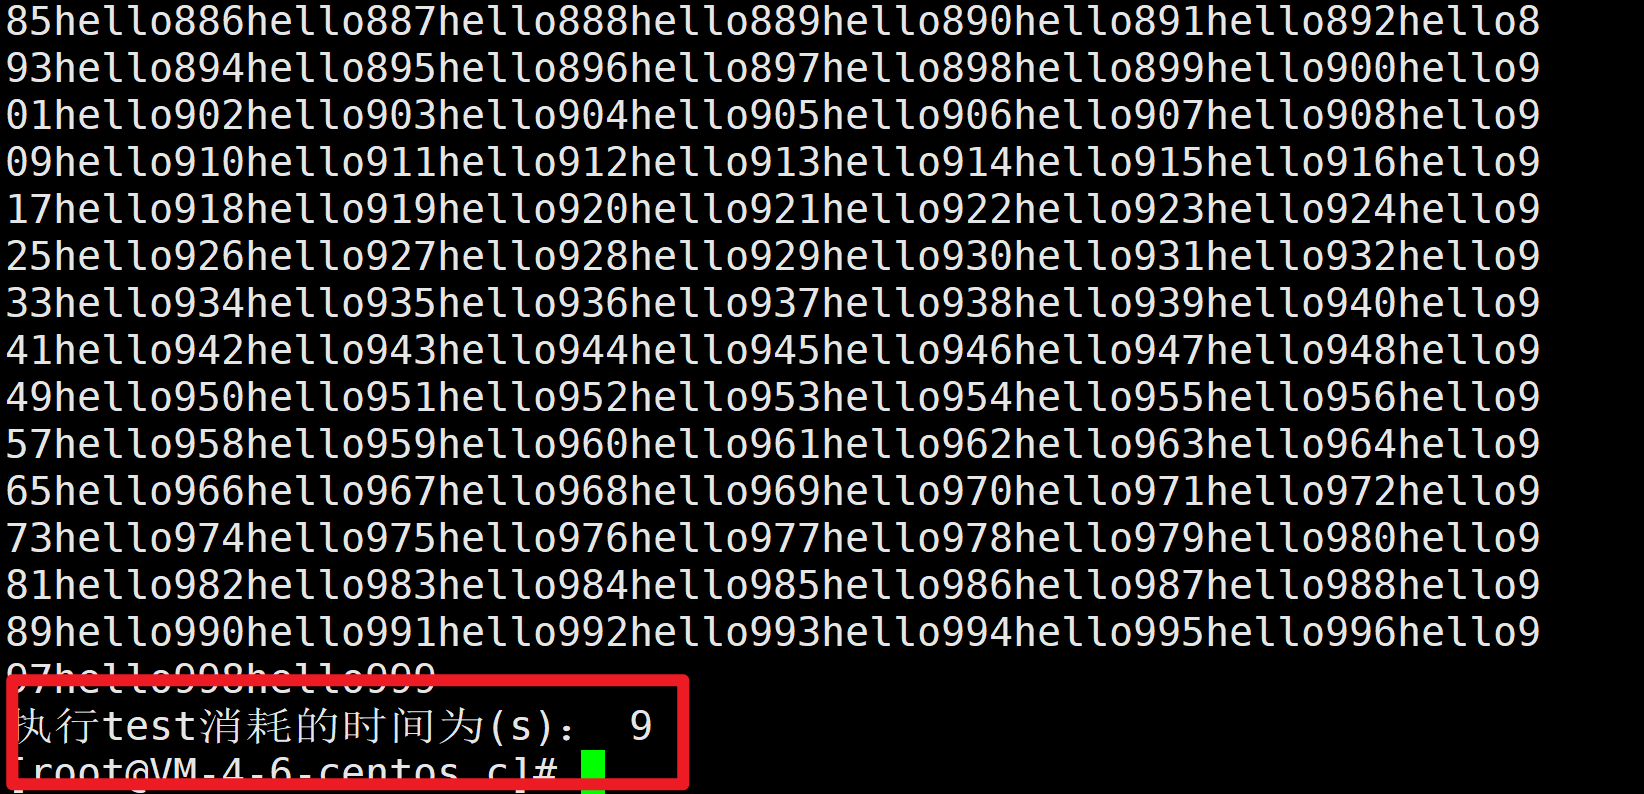 85hello886hello887hello888hello889hello890hello891hello892hello8
93hello894hello895hello896hello897hello898hello899hello900hello9
01hello902hello903hello904hello905hello906hello907hello908hello9
09hello910hello911hello912hello913hello914hello915hello916hello9
17hello918hello919hello920hello921hello922hello923hello924hello9
25hello926hello927hello928hello929hello930hello931hello932hello9
33hello934hello935hello936hello937hello938hello939hello940hello9
41hello942hello943hello944hello945hello946hello947hello948hello9
49hello950hello951hello952hello953hello954hello955hello956hello9
57hello958hello959hello960hello961hello962hello963hello964hello9
65hello966hello967hello968hello969hello970hello971hello972hello9
73hello974hello975hello976hello977hello978hello979hello980hello9
81hello982hello983hello984hello985hello986hello987hello988hello9
89hello990hello991hello992hello993hello994hello995hello996hello9
97hello998hello999
执行test消耗的时间为(s)： 9
[root@VM-4-6-centos c]#